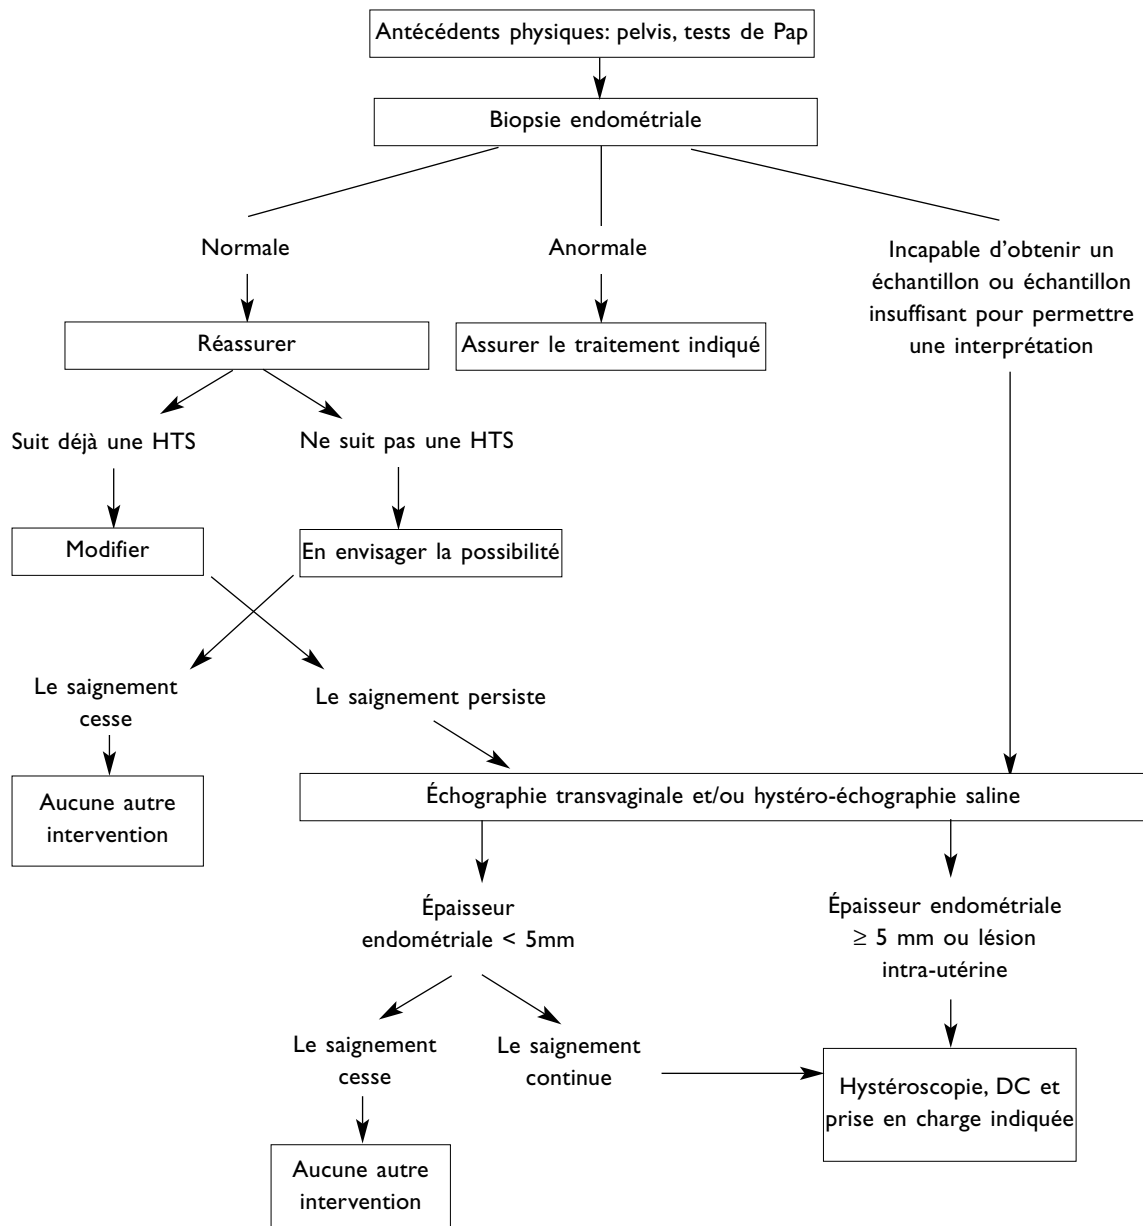 Antécédents physiques: pelvis, tests de Pap
Biopsie endométriale
Normale
Anormale
Incapable d'obtenir un
échantillon ou échantillon
insuffisant pour permettre
une interprétation
Réassurer
Assurer le traitement indiqué
Suit déjà une HTS
Ne suit pas une HTS
Modifier
En envisager la possibilité
Le saignement
cesse
Le saignement persiste
Aucune autre
intervention
Échographie transvaginale et/ou hystéro-échographie saline
Épaisseur
endométriale < 5mm
Épaisseur endométriale
≥ 5 mm ou lésion
intra-utérine
Le saignement
cesse
Le saignement
continue
Hystéroscopie, DC et
prise en charge indiquée
Aucune autre
intervention